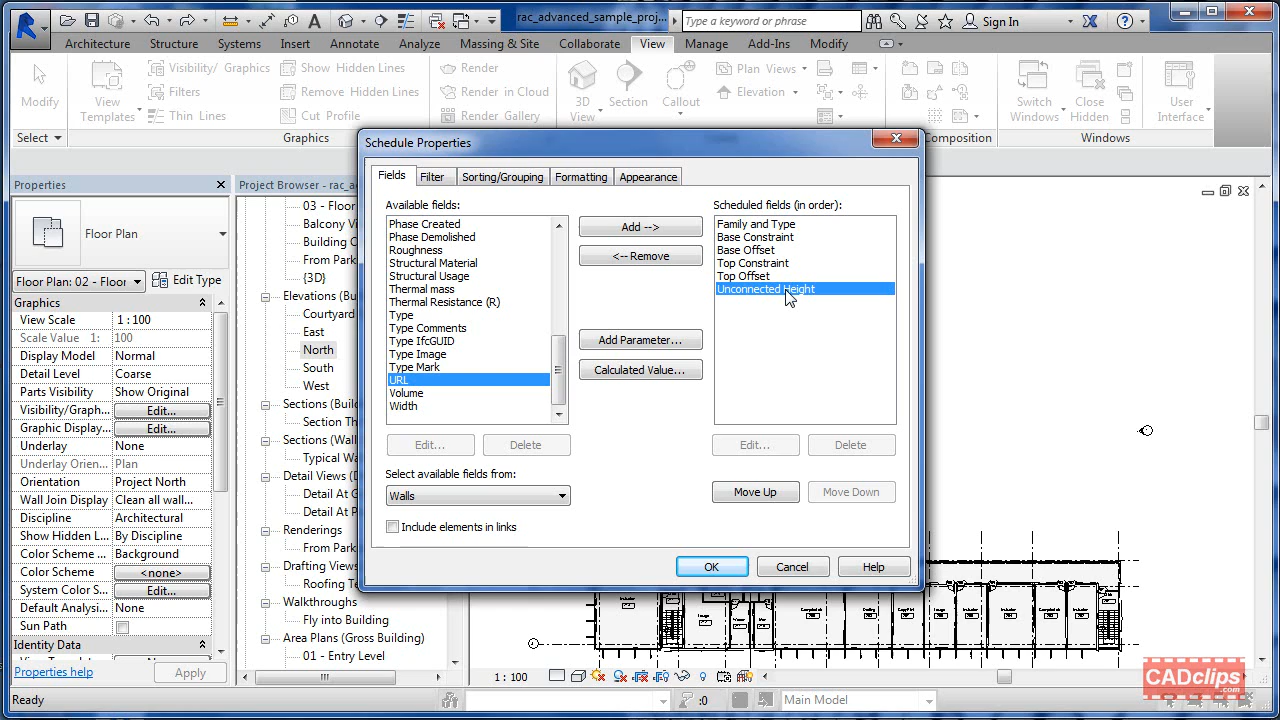 rac_advanced_sample_proj...
Type a keyword or phrase
Sign In
Architecture
Structure
Systems
Insert
Annotate
Analyze
Massing & Site
Collaborate
View
Manage
Add-Ins
Modify
Modify
View
Templates
Visibility/ Graphics
Filters
Thin Lines
Show Hidden Lines
Remove Hidden Lines
Cut Profile
Render
Render in Cloud
Render Gallery
3D
View
Section
Callout
Plan Views
Elevation
Switch
Windows
Close
Hidden
User
Interface
Select
Graphics
Composition
Windows
Properties
Floor Plan
Floor Plan: 02 - Floor
Edit Type
Graphics
View Scale 1 : 100
Scale Value 1: 100
Display Model Normal
Detail Level Coarse
Parts Visibility Show Original
Visibility/Graph... Edit...
Graphic Display... Edit...
Underlay None
Underlay Orien... Plan
Orientation Project North
Wall Join Display Clean all wall...
Discipline Architectural
Show Hidden L... By Discipline
Color Scheme ... Background
Color Scheme <none>
System Color S... Edit...
Default Analysi... None
Sun Path
Identity Data
Properties help
Apply
Project Browser - rac_a
03 - Floor
Balcony Vi
Building C
From Park
{3D}
Elevations (Bu
Courtyard
East
North
South
West
Sections (Buil
Section Th
Sections (Wall
Typical Wa
Detail Views (
Detail At G
Detail At P
Renderings
From Park
Drafting Views
Roofing Te
Walkthroughs
Fly into Building
Area Plans (Gross Building)
01 - Entry Level
Schedule Properties
Fields
Filter
Sorting/Grouping
Formatting
Appearance
Available fields:
Phase Created
Phase Demolished
Roughness
Structural Material
Structural Usage
Thermal mass
Thermal Resistance (R)
Type
Type Comments
Type IfcGUID
Type Image
Type Mark
URL
Volume
Width
Add -->
<-- Remove
Add Parameter...
Calculated Value...
Scheduled fields (in order):
Family and Type
Base Constraint
Base Offset
Top Constraint
Top Offset
Unconnected Height
Edit...
Delete
Edit...
Delete
Select available fields from:
Walls
Move Up
Move Down
Include elements in links
OK
Cancel
Help
1 : 100
Ready
:0
Main Model
CADclips
.com